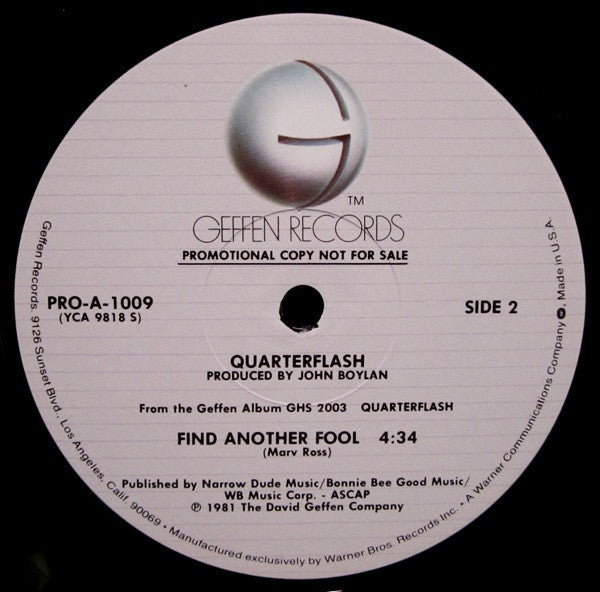 TM
GEFFEN RECORDS
PROMOTIONAL COPY NOT FOR SALE
PRO-A-1009
(YCA 9818 S)
SIDE 2
QUARTERFLASH
PRODUCED BY JOHN BOYLAN
From the Geffen Album GHS 2003 QUARTERFLASH
FIND ANOTHER FOOL 4:34
(Marv Ross)
Published by Narrow Dude Music/Bonnie Bee Good Music/
WB Music Corp. - ASCAP
℗ 1981 The David Geffen Company
Geffen Records, 9126 Sunset Blvd., Los Angeles, Calif. 90069 • Manufactured exclusively by Warner Bros. Records Inc. • A Warner Communications Company, Made in U.S.A.